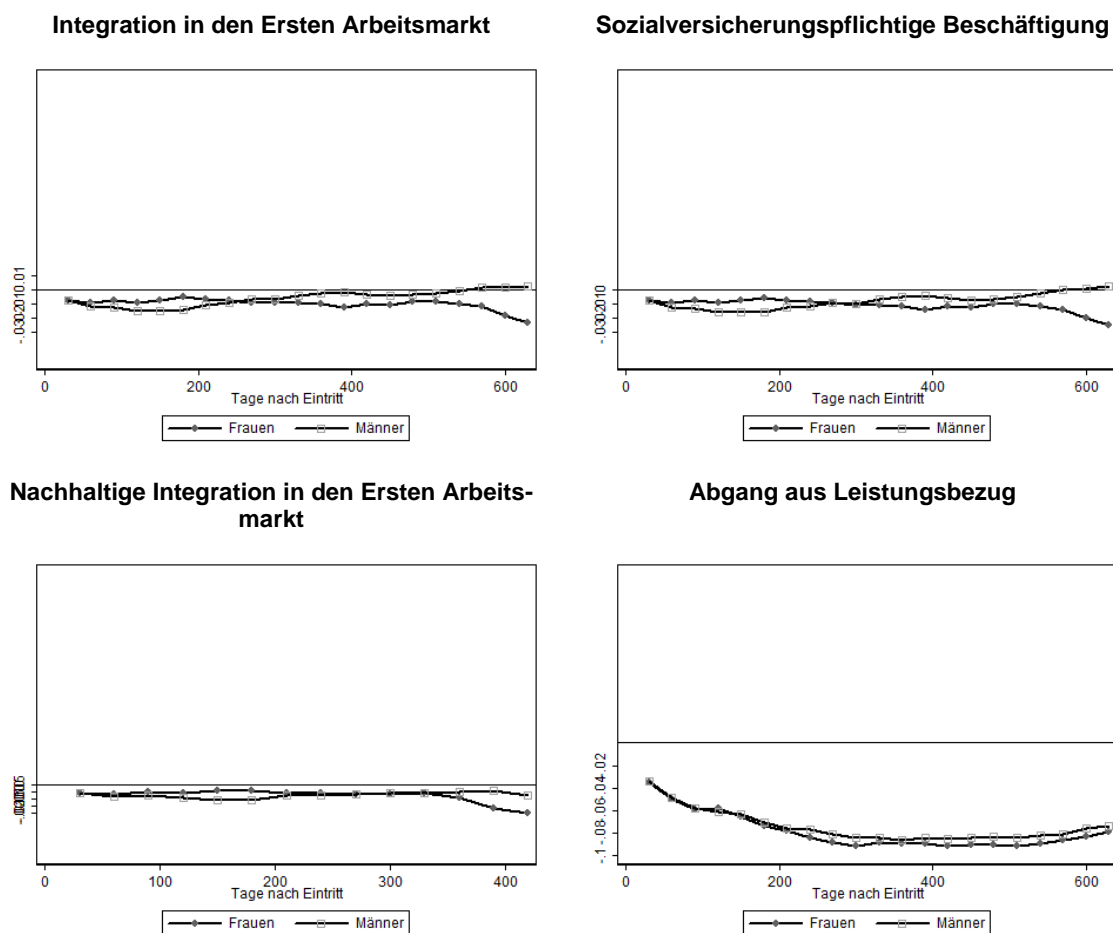 Integration in den Ersten Arbeitsmarkt
Sozialversicherungspflichtige Beschäftigung
0 200 400 600
Tage nach Eintritt
Frauen Männer
0 200 400 600
Tage nach Eintritt
Frauen Männer
Nachhaltige Integration in den Ersten Arbeits-
markt
Abgang aus Leistungsbezug
0 100 200 300 400
Tage nach Eintritt
Frauen Männer
-.1 -.08 -.06 -.04 -.02
0 200 400 600
Tage nach Eintritt
Frauen Männer